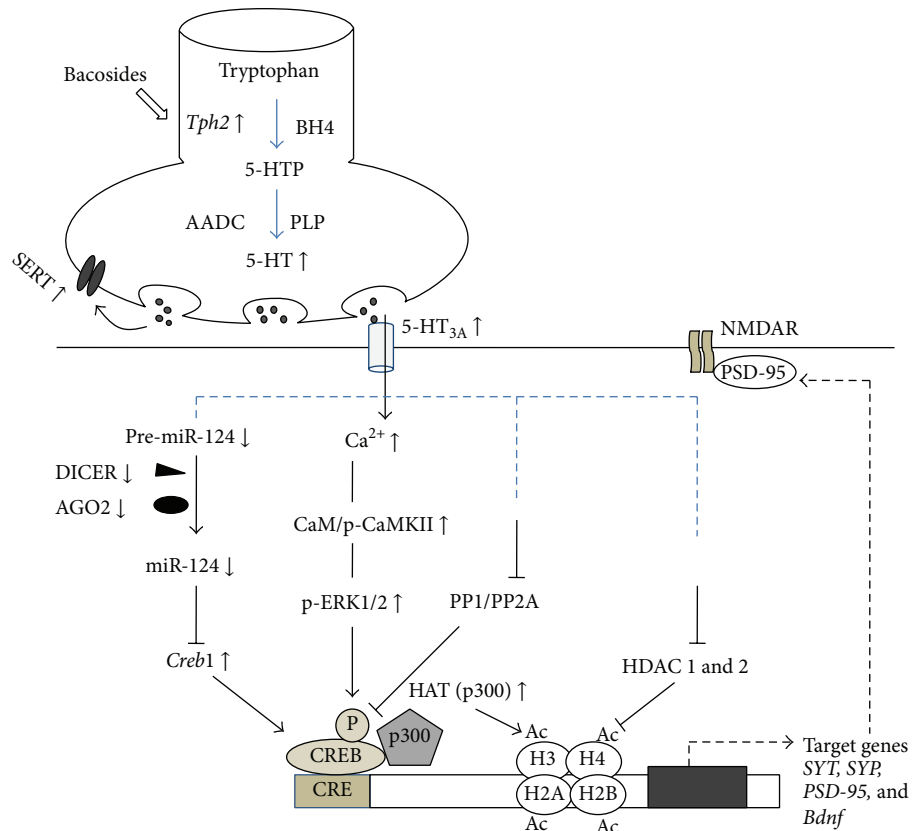 Tryptophan
Bacosides
Tph2 ↑
BH4
5-HTP
AADC
PLP
5-HT ↑
SERT ↑
5-HT3A ↑
NMDAR
PSD-95
Pre-miR-124 ↓
Ca2+ ↑
DICER ↓
AGO2 ↓
CaM/p-CaMKII ↑
miR-124 ↓
p-ERK1/2 ↑
PP1/PP2A
Creb1 ↑
HAT (p300) ↑
HDAC 1 and 2
P
p300
Ac
Ac
CREB
H3
H4
Target genes
SYT, SYP,
PSD-95, and
Bdnf
CRE
H2A
H2B
Ac
Ac